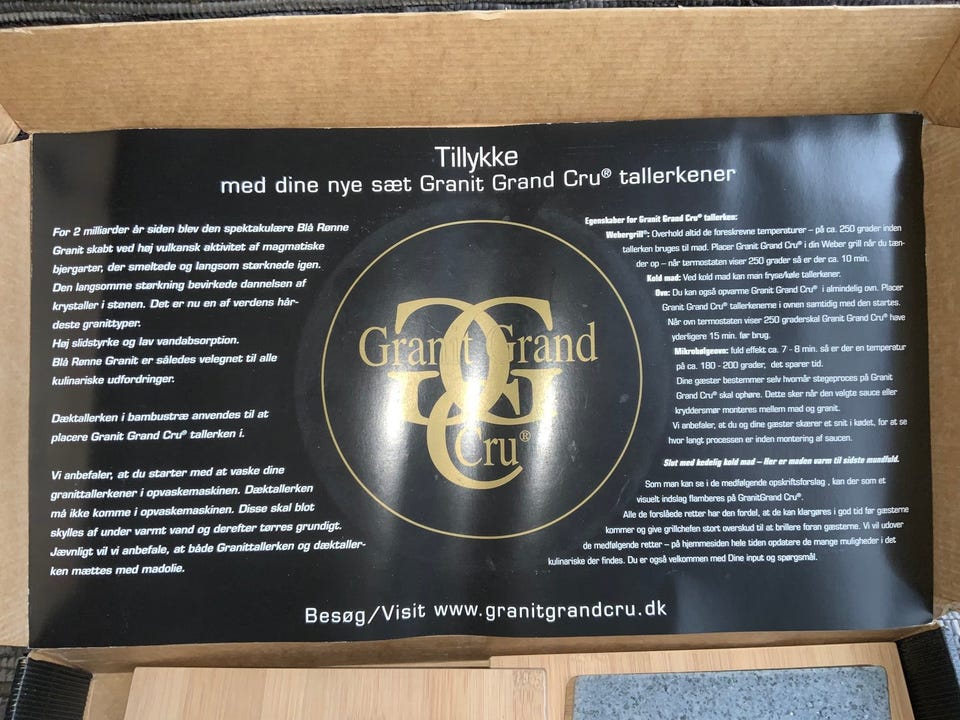 Tillykke
med dine nye sæt Granit Grand Cru® tallerkener
For 2 milliarder år siden blev den spektakulære Blå Rønne
Granit skabt ved høj vulkansk aktivitet af magmatiske
bjergarter, der smeltede og langsom størknede igen.
Den langsomme størkning bevirkede dannelsen af
krystaller i stenen. Det er nu en af verdens hår-
deste granittyper.
Høj slidstyrke og lav vandabsorption.
Blå Rønne Granit er således velegnet til alle
kulinariske udfordringer.
Dæktallerken i bambustræ anvendes til at
placere Granit Grand Cru® tallerken i.
Vi anbefaler, at du starter med at vaske dine
granittallerkener i opvaskemaskinen. Dæktallerken
må ikke komme i opvaskemaskinen. Disse skal blot
skylles af under varmt vand og derefter tørres grundigt.
Jævnligt vil vi anbefale, at både Granittallerken og dæktaller-
ken mættes med madolie.
Granit Grand
Cru®
GGC
Egenskaber for Granit Grand Cru® tallerken:
Webergrill®: Overhold altid de foreskrevne temperaturer – på ca. 250 grader inden
tallerken bruges til mad. Placer Granit Grand Cru® i din Weber grill når du tæn-
der op – når termostaten viser 250 grader så er der ca. 10 min.
Kold mad: Ved kold mad kan man fryse/køle tallerkener.
Ovn: Du kan også opvarme Granit Grand Cru® i almindelig ovn. Placer
Granit Grand Cru® tallerkenerne i ovnen samtidig med den startes.
Når ovn termostaten viser 250 graderskal Granit Grand Cru® have
yderligere 15 min. før brug.
Mikrobølgeovn: fuld effekt ca. 7 - 8 min. så er der en temperatur
på ca. 180 - 200 grader, det sparer tid.
Dine gæster bestemmer selv hvornår stegeproces på Granit
Grand Cru® skal ophøre. Dette sker når den valgte sauce eller
kryddersmør monteres mellem mad og granit.
Vi anbefaler, at du og dine gæster skærer et snit i kødet, for at se
hvor langt processen er inden montering af saucen.
Slut med kedelig kold mad – Her er maden varm til sidste mundfuld.
Som man kan se i de medfølgende opskriftsforslag , kan der som et
visuelt indslag flamberes på GranitGrand Cru®.
Alle de forslåede retter har den fordel, at de kan klargøres i god tid før gæsterne
kommer og give grillchefen stort overskud til at brillere foran gæsterne. Vi vil udover
de medfølgende retter – på hjemmesiden hele tiden opdatere de mange muligheder i det
kulinariske der findes. Du er også velkommen med Dine input og spørgsmål.
Besøg/Visit www.granitgrandcru.dk